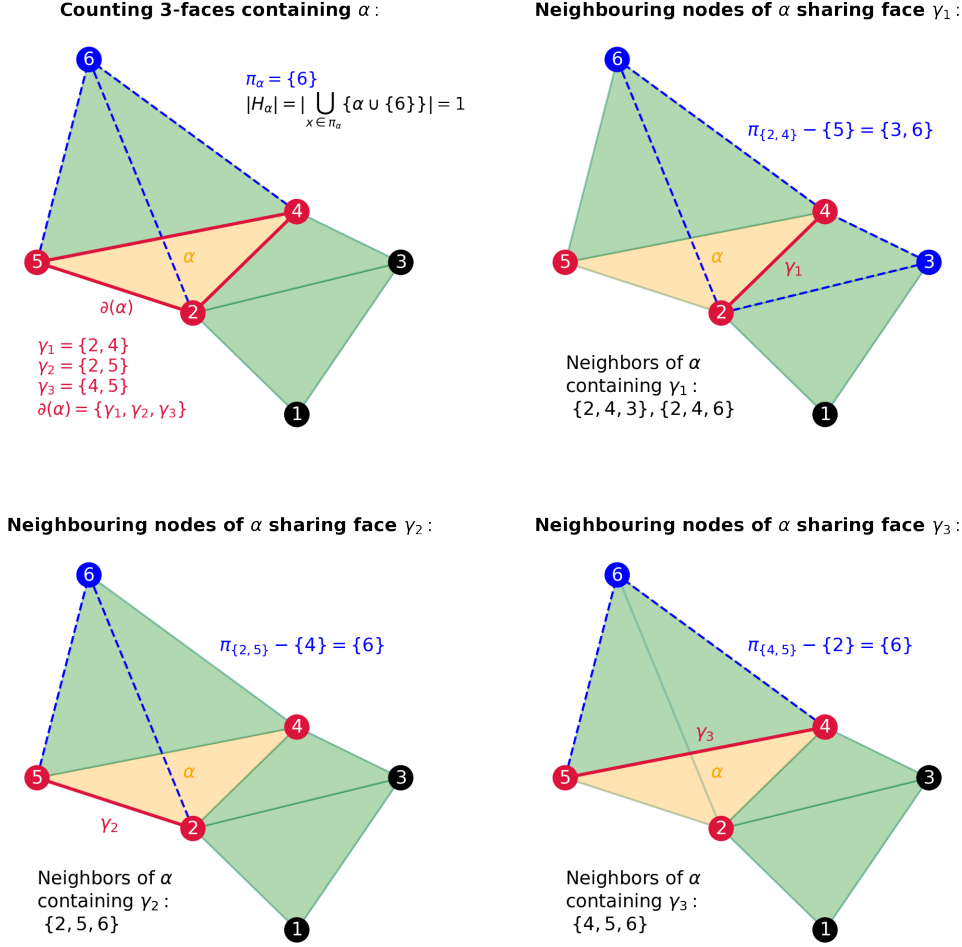 Counting 3-faces containing α:
6
π_α = {6}
|H_α| = | ⋃_{x∈π_α} {α ∪ {6}}| = 1
4
5
α
3
2
∂(α)
γ₁ = {2, 4}
γ₂ = {2, 5}
γ₃ = {4, 5}
∂(α) = {γ₁, γ₂, γ₃}
1
Neighbouring nodes of α sharing face γ₁:
6
π_{2, 4} − {5} = {3, 6}
4
5
α
γ₁
3
2
Neighbors of α
containing γ₁:
{2, 4, 3}, {2, 4, 6}
1
Neighbouring nodes of α sharing face γ₂:
6
π_{2, 5} − {4} = {6}
4
5
α
3
2
γ₂
Neighbors of α
containing γ₂:
{2, 5, 6}
1
Neighbouring nodes of α sharing face γ₃:
6
π_{4, 5} − {2} = {6}
γ₃
4
5
α
3
2
Neighbors of α
containing γ₃:
{4, 5, 6}
1